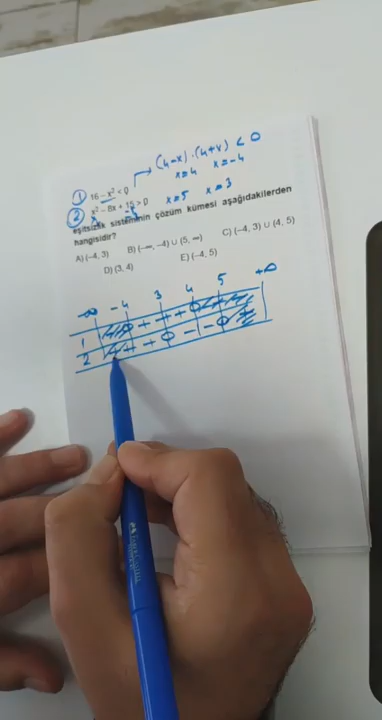 (4-x).(4+x) < 0
x=4 x=-4
1 16 - x² < 0
2 x² - 8x + 15 > 0
x=5 x=3
eşitsizlik sisteminin çözüm kümesi aşağıdakilerden
hangisidir?
A) (-4, 3) B) (-∞, -4) ∪ (5, ∞) C) (-4, 3) ∪ (4, 5)
D) (3, 4) E) (-4, 5)
-∞ -4 3 4 5 +∞
1
2